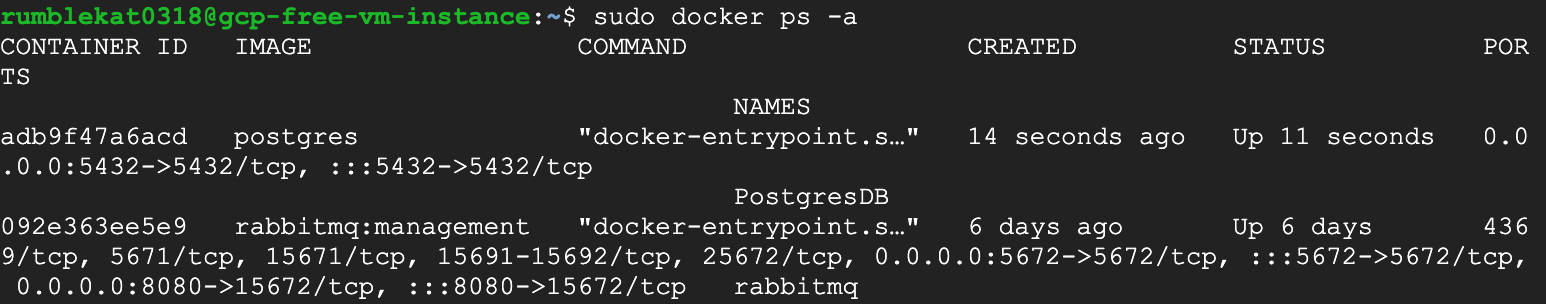 rumblekat0318@gcp-free-vm-instance:~$ sudo docker ps -a
CONTAINER ID   IMAGE                 COMMAND                  CREATED          STATUS          POR
TS
                                                 NAMES
adb9f47a6acd   postgres              "docker-entrypoint.s…"   14 seconds ago   Up 11 seconds   0.0
.0.0:5432->5432/tcp, :::5432->5432/tcp
                                                 PostgresDB
092e363ee5e9   rabbitmq:management   "docker-entrypoint.s…"   6 days ago       Up 6 days       436
9/tcp, 5671/tcp, 15671/tcp, 15691-15692/tcp, 25672/tcp, 0.0.0.0:5672->5672/tcp, :::5672->5672/tcp,
 0.0.0.0:8080->15672/tcp, :::8080->15672/tcp   rabbitmq